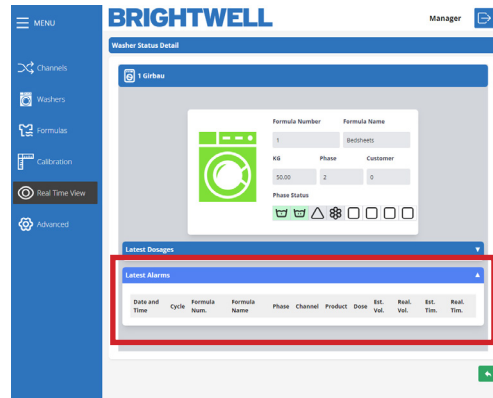 MENU
BRIGHTWELL
Manager
Channels
Washers
Formulas
Calibration
Real Time View
Advanced
Washer Status Detail
1 Girbau
Formula Number Formula Name
1 Bedsheets
KG Phase Customer
50.00 2 0
Phase Status
Latest Dosages
Latest Alarms
Date and Time Cycle Formula Num. Formula Name Phase Channel Product Dose Est. Vol. Real. Vol. Est. Tim. Real. Tim.